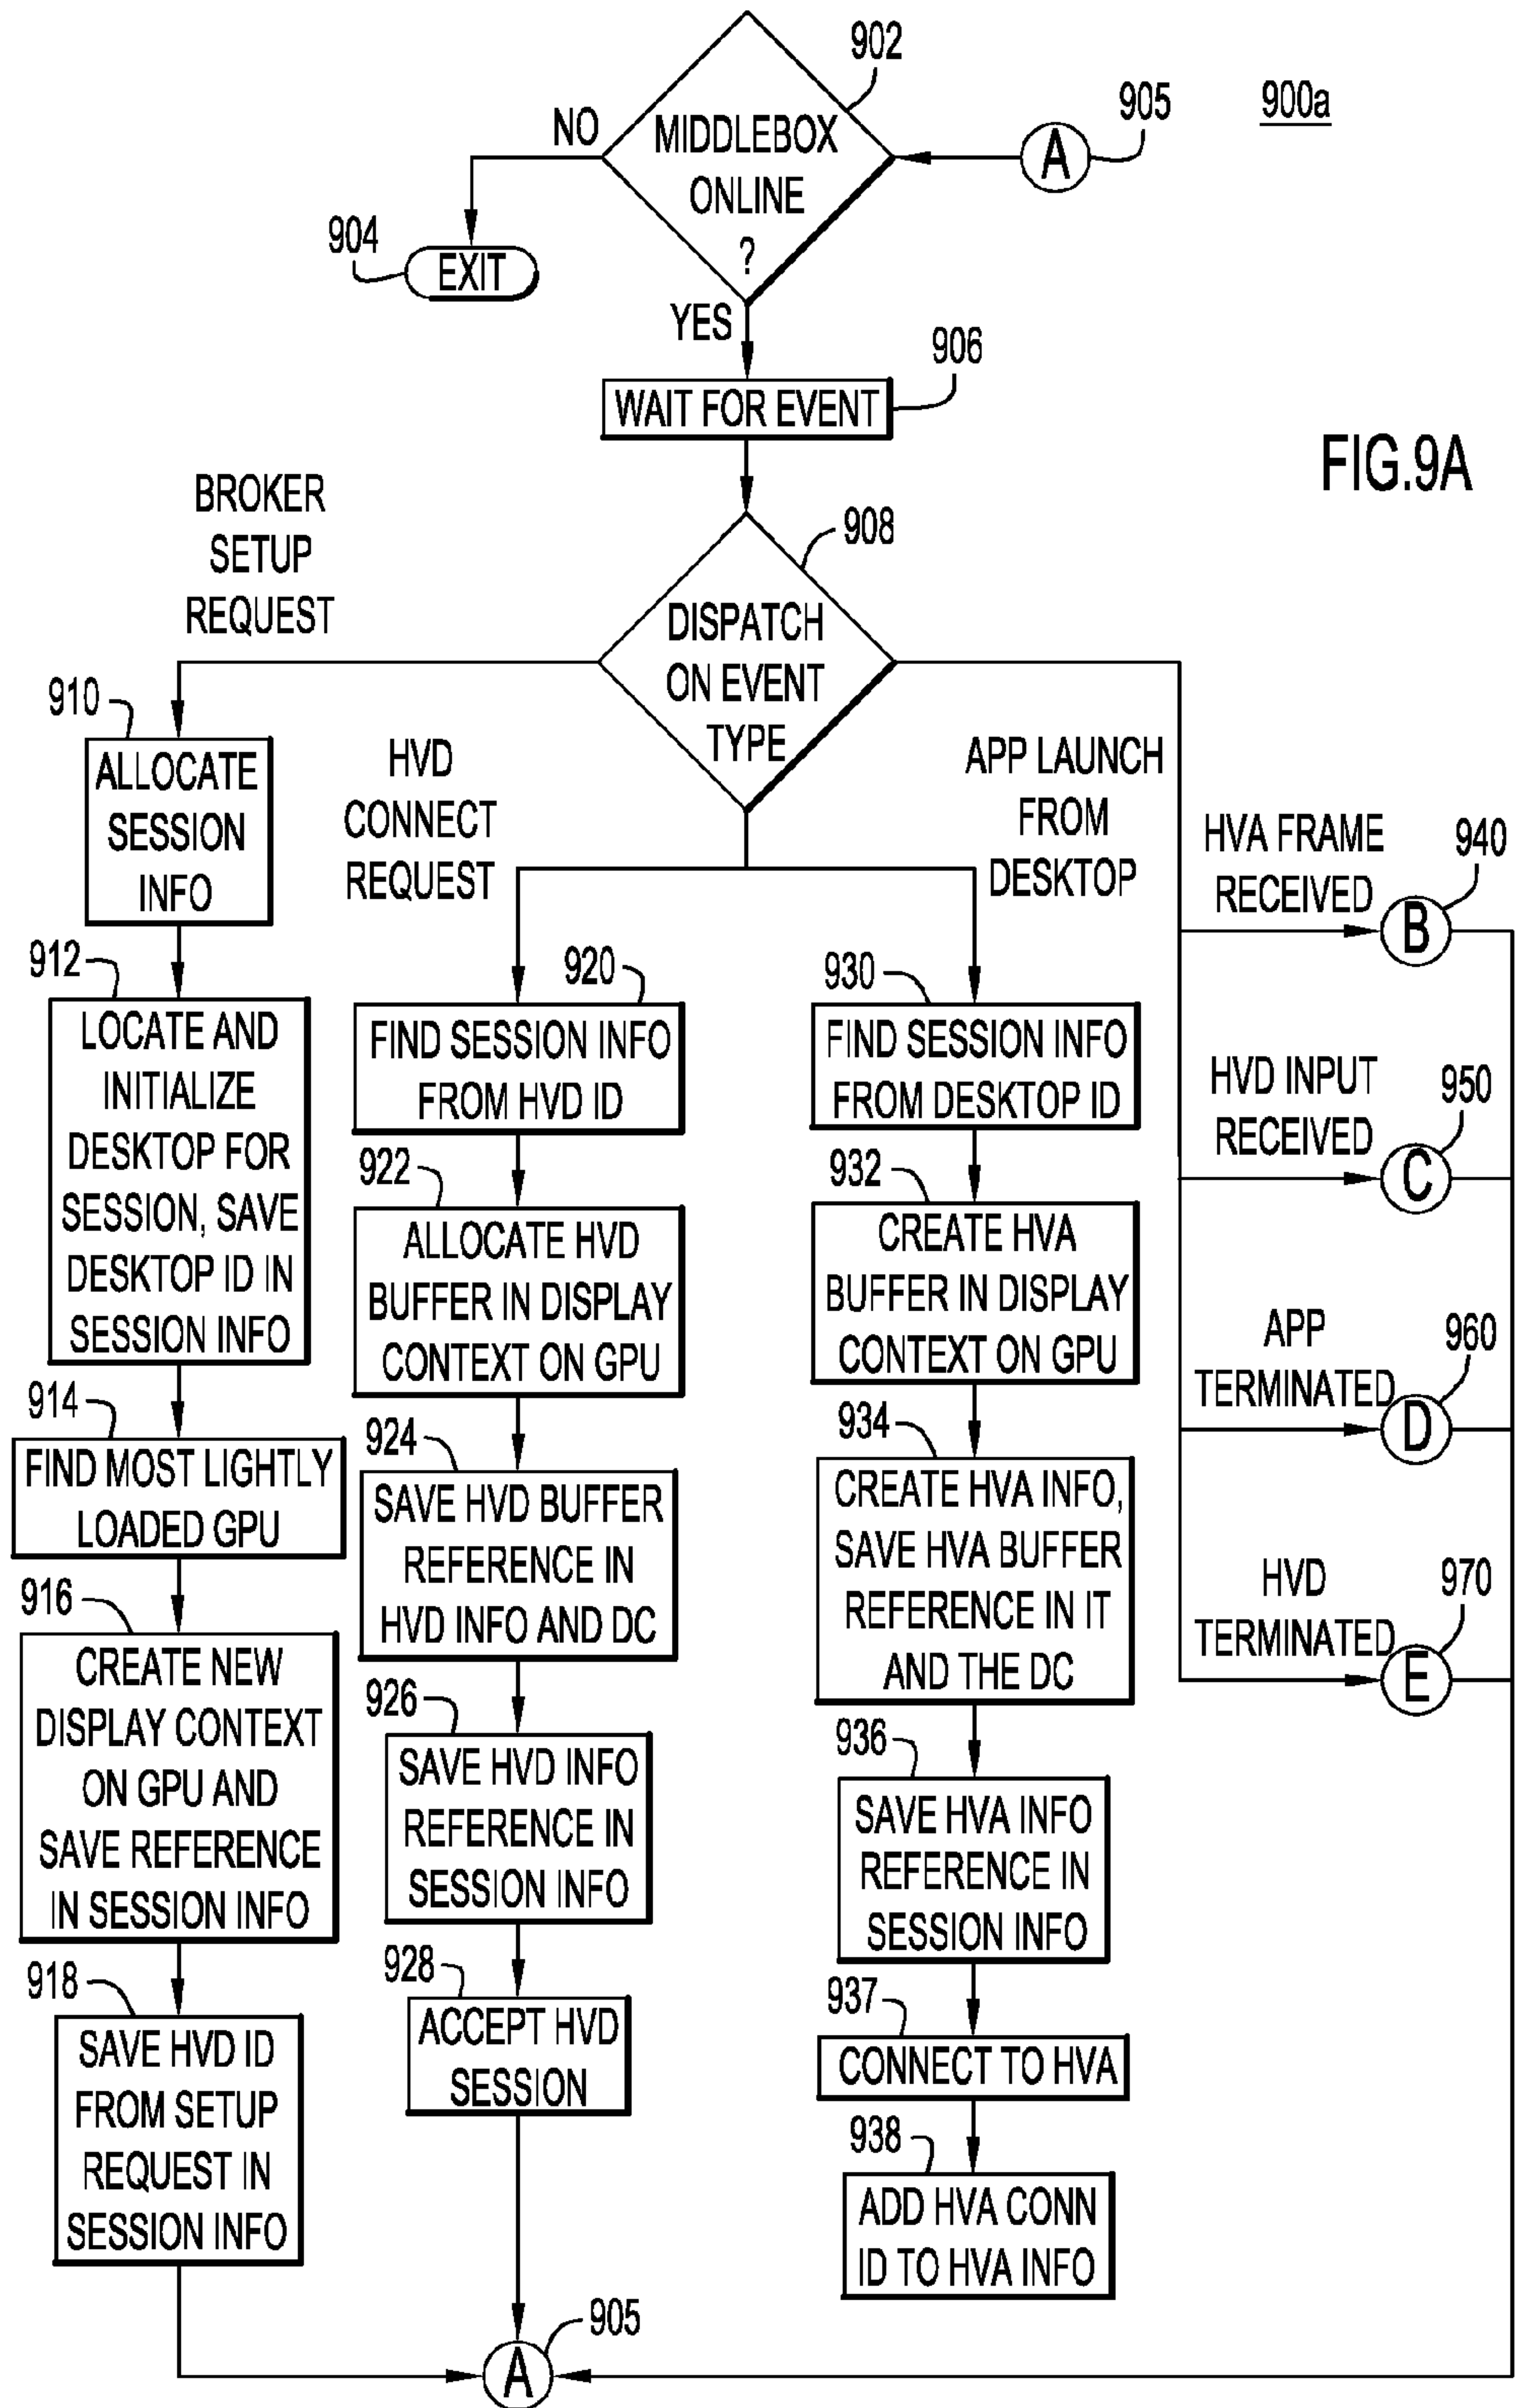 902
900a
905
NO
MIDDLEBOX
ONLINE
?
A
904
EXIT
YES
906
WAIT FOR EVENT
FIG.9A
BROKER
SETUP
REQUEST
908
DISPATCH
ON EVENT
TYPE
910
ALLOCATE
SESSION
INFO
912
LOCATE AND
INITIALIZE
DESKTOP FOR
SESSION, SAVE
DESKTOP ID IN
SESSION INFO
914
FIND MOST LIGHTLY
LOADED GPU
916
CREATE NEW
DISPLAY CONTEXT
ON GPU AND
SAVE REFERENCE
IN SESSION INFO
918
SAVE HVD ID
FROM SETUP
REQUEST IN
SESSION INFO
HVD
CONNECT
REQUEST
920
FIND SESSION INFO
FROM HVD ID
922
ALLOCATE HVD
BUFFER IN DISPLAY
CONTEXT ON GPU
924
SAVE HVD BUFFER
REFERENCE IN
HVD INFO AND DC
926
SAVE HVD INFO
REFERENCE IN
SESSION INFO
928
ACCEPT HVD
SESSION
APP LAUNCH
FROM
DESKTOP
930
FIND SESSION INFO
FROM DESKTOP ID
932
CREATE HVA
BUFFER IN DISPLAY
CONTEXT ON GPU
934
CREATE HVA INFO,
SAVE HVA BUFFER
REFERENCE IN IT
AND THE DC
936
SAVE HVA INFO
REFERENCE IN
SESSION INFO
937
CONNECT TO HVA
938
ADD HVA CONN
ID TO HVA INFO
HVA FRAME
RECEIVED
940
B
HVD INPUT
RECEIVED
950
C
APP
TERMINATED
960
D
HVD
TERMINATED
970
E
905
A